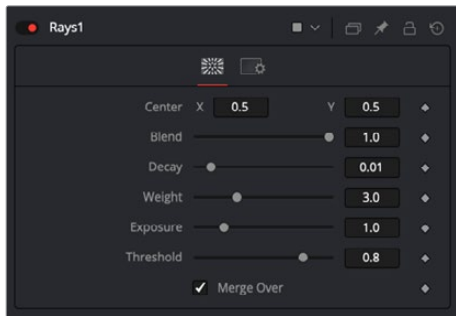 Rays1
Center X 0.5 Y 0.5
Blend 1.0
Decay 0.01
Weight 3.0
Exposure 1.0
Threshold 0.8
Merge Over